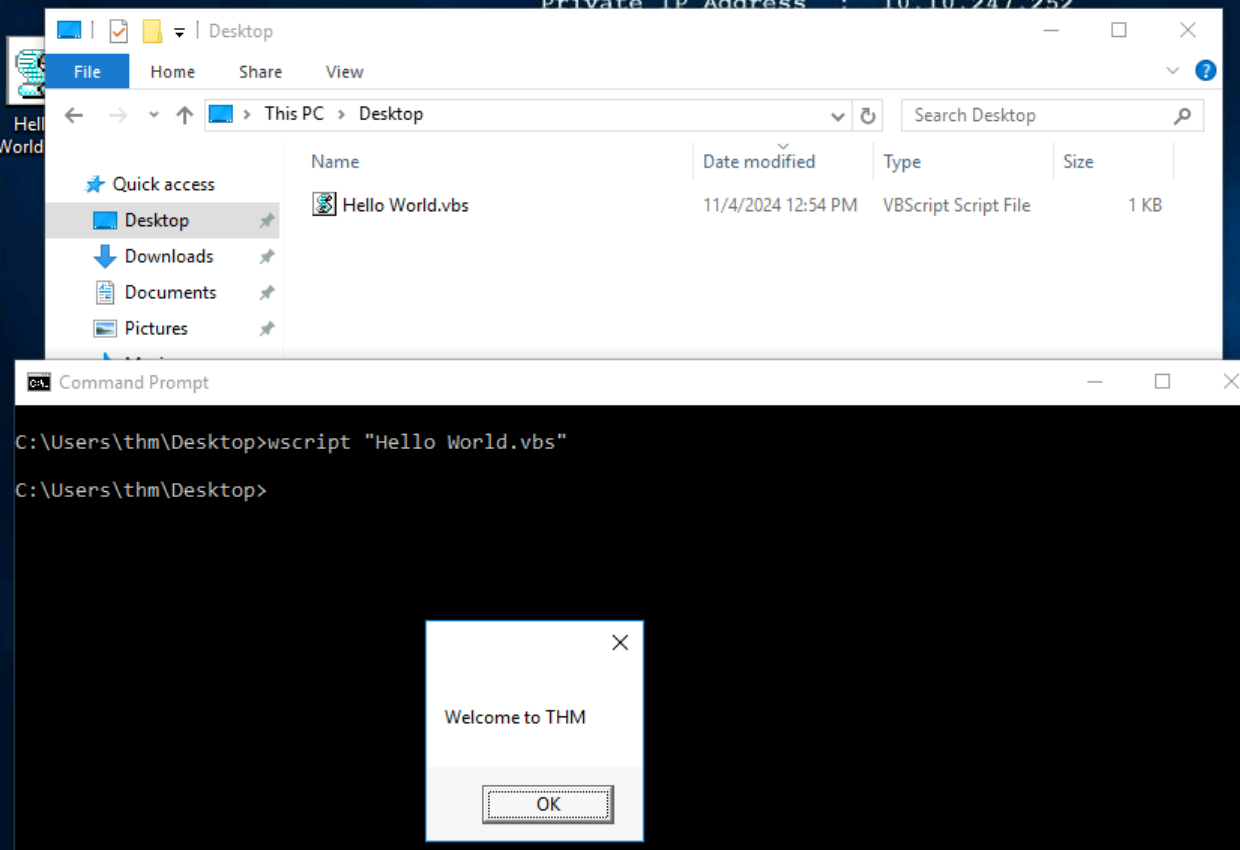 Private IP Address : 10.10.247.252
Desktop
File Home Share View
This PC > Desktop
Search Desktop
Hell
World
Name Date modified Type Size
Quick access
Hello World.vbs 11/4/2024 12:54 PM VBScript Script File 1 KB
Desktop
Downloads
Documents
Pictures
Command Prompt
C:\Users\thm\Desktop>wscript "Hello World.vbs"
C:\Users\thm\Desktop>
Welcome to THM
OK